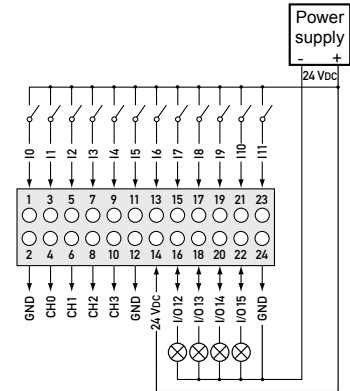 Power
supply
- +
24 VDC
I0 I1 I2 I3 I4 I5 I6 I7 I8 I9 I10 I11
1 3 5 7 9 11 13 15 17 19 21 23
2 4 6 8 10 12 14 16 18 20 22 24
GND CH0 CH1 CH2 CH3 GND 24 VDC I/O12 I/O13 I/O14 I/O15 GND